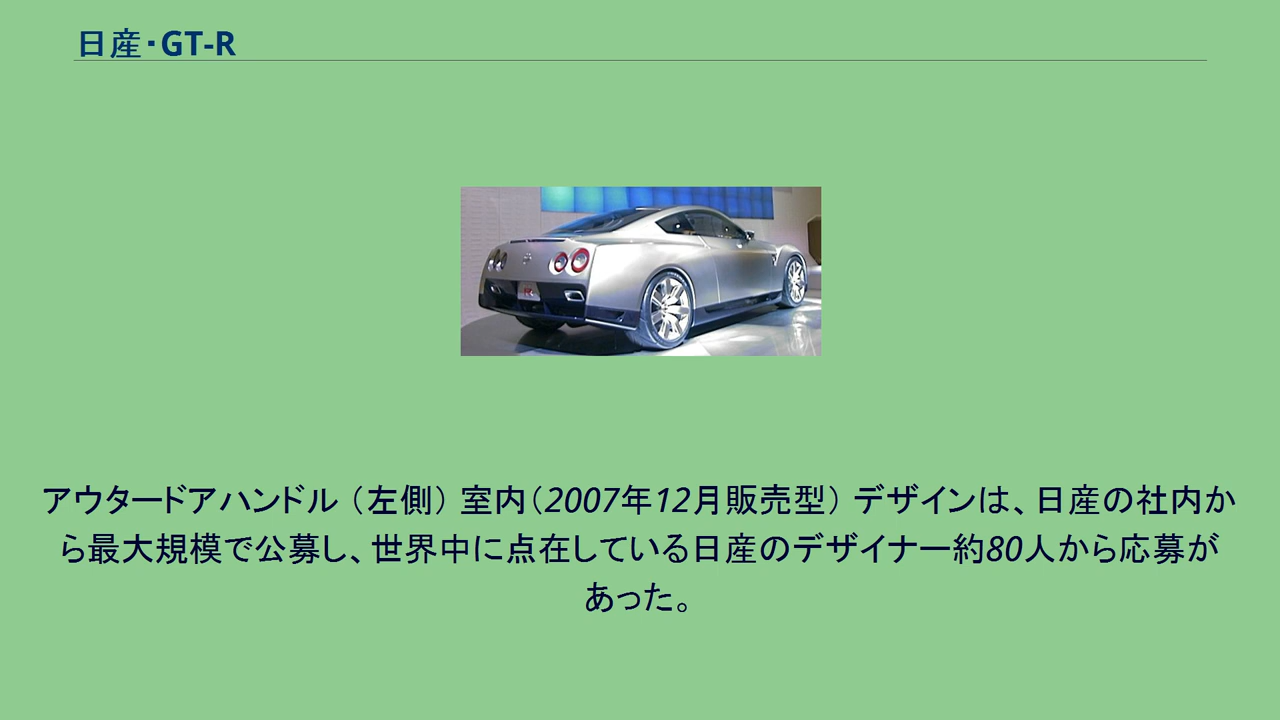 日産・GT-R
アウタードアハンドル（左側） 室内（2007年12月販売型） デザインは、日産の社内か
ら最大規模で公募し、世界中に点在している日産のデザイナー約80人から応募が
あった。